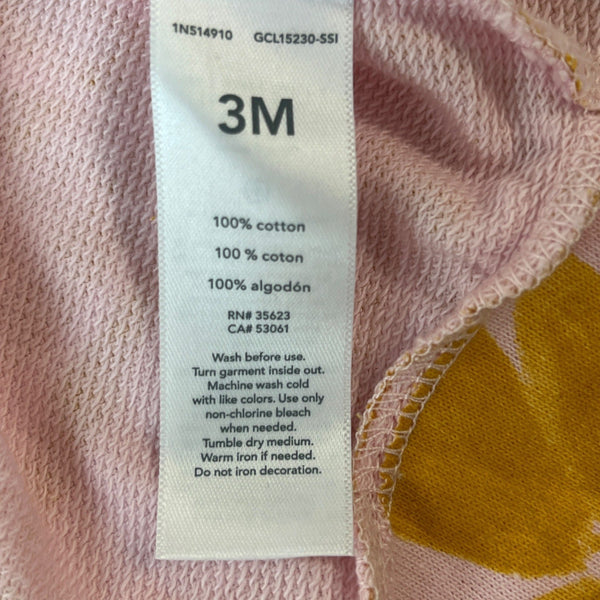 1N514910 GCL15230-SSI
3M
100% cotton
100 % coton
100% algodón
RN# 35623
CA# 53061
Wash before use.
Turn garment inside out.
Machine wash cold
with like colors. Use only
non-chlorine bleach
when needed.
Tumble dry medium.
Warm iron if needed.
Do not iron decoration.